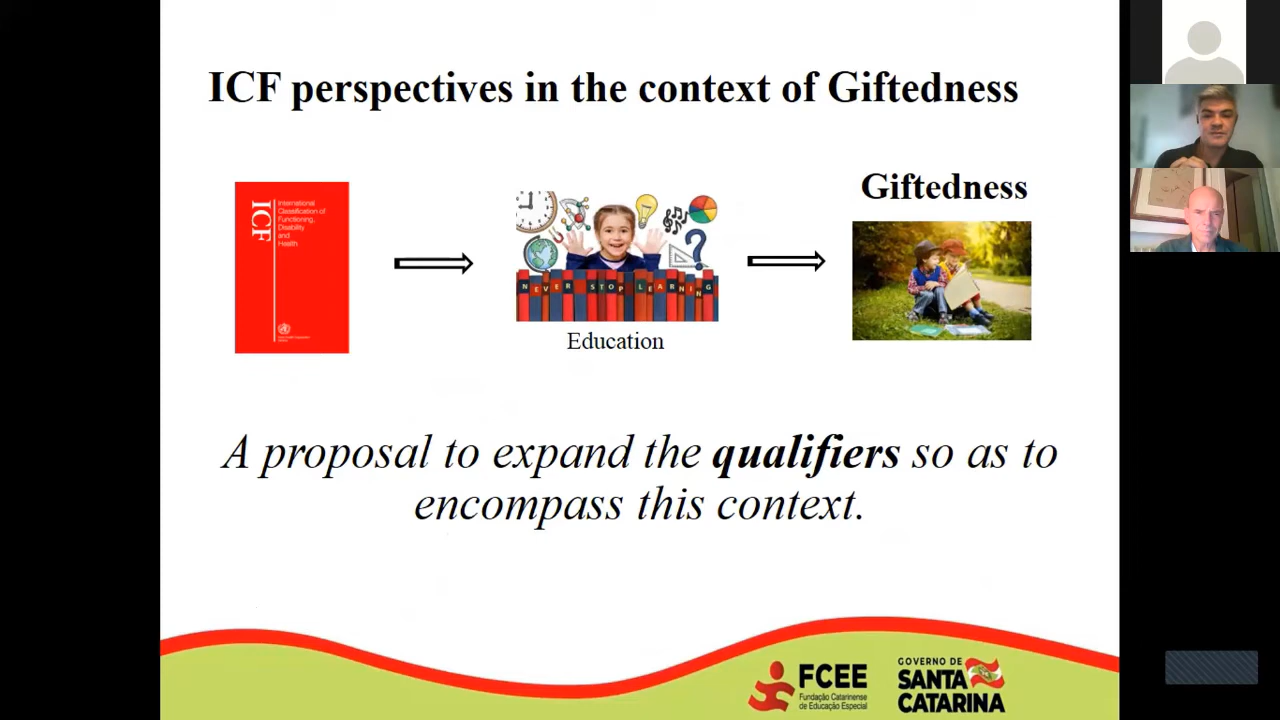 ICF perspectives in the context of Giftedness
Giftedness
ICF
International
Classification of
Functioning,
Disability
and
Health
NEVER STOP LEARNING
Education
A proposal to expand the qualifiers so as to
encompass this context.
FCEE
Fundação Catarinense
de Educação Especial
GOVERNO DE
SANTA
CATARINA